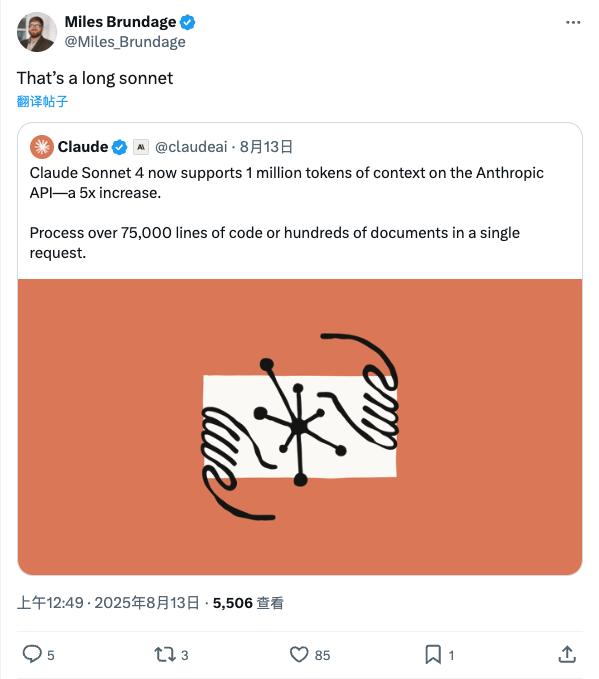 Miles Brundage
@Miles_Brundage
That’s a long sonnet
翻译帖子
Claude A\ @claudeai · 8月13日
Claude Sonnet 4 now supports 1 million tokens of context on the Anthropic
API—a 5x increase.
Process over 75,000 lines of code or hundreds of documents in a single
request.
上午12:49 · 2025年8月13日 · 5,506 查看
5 3 85 1